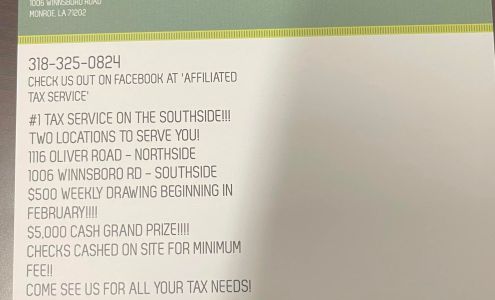 1006 WINNSBORO ROAD
MONROE, LA 71202
318-325-0824
CHECK US OUT ON FACEBOOK AT 'AFFILIATED
TAX SERVICE'
#1 TAX SERVICE ON THE SOUTHSIDE!!!
TWO LOCATIONS TO SERVE YOU!
1116 OLIVER ROAD - NORTHSIDE
1006 WINNSBORO RD - SOUTHSIDE
$500 WEEKLY DRAWING BEGINNING IN
FEBRUARY!!!!
$5,000 CASH GRAND PRIZE!!!!
CHECKS CASHED ON SITE FOR MINIMUM
FEE!!
COME SEE US FOR ALL YOUR TAX NEEDS!